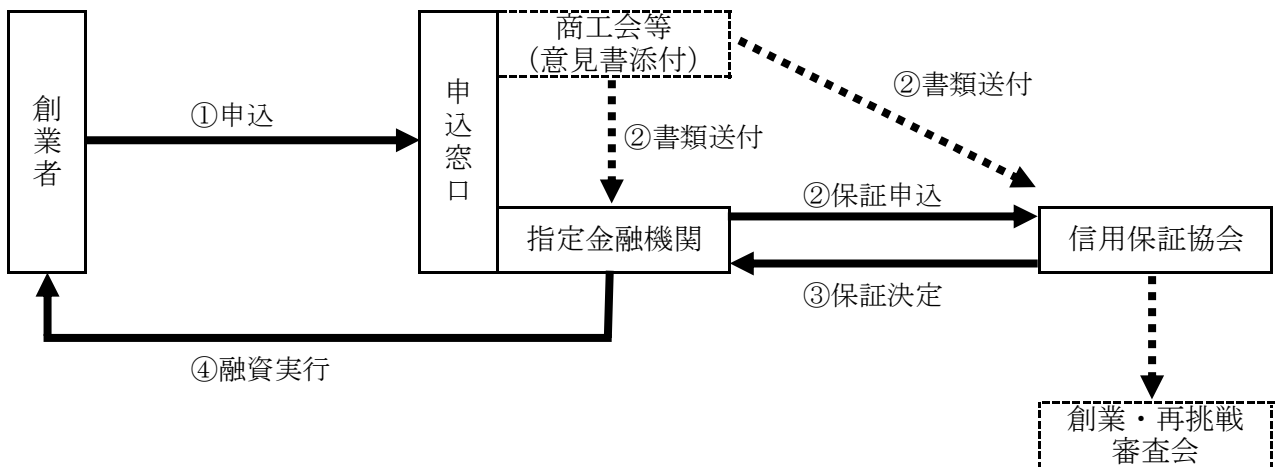 商工会等
(意見書添付)
②書類送付
創業者
①申込
申込窓口
②書類送付
②保証申込
指定金融機関
信用保証協会
③保証決定
④融資実行
創業・再挑戦
審査会